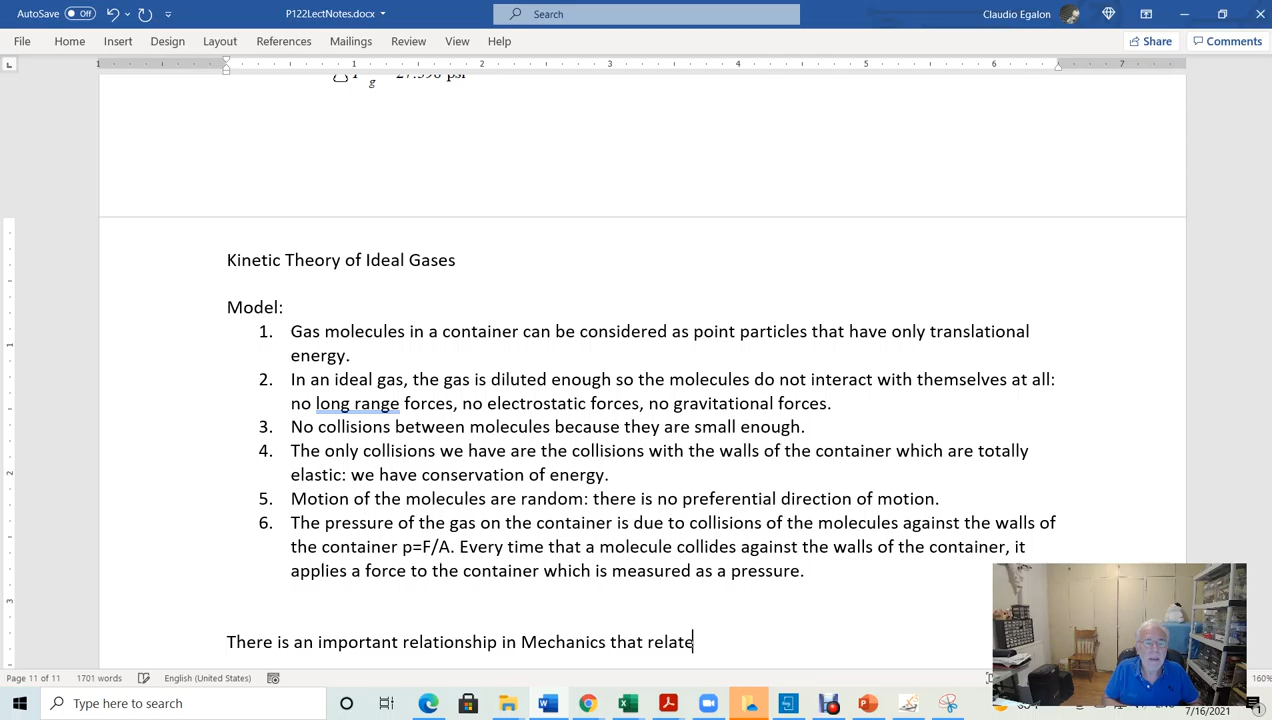 AutoSave Off P122LectNotes.docx Search Claudio Egalon
File Home Insert Design Layout References Mailings Review View Help Share Comments
1 1 2 3 4 5 6 7
g
Kinetic Theory of Ideal Gases
Model:
1. Gas molecules in a container can be considered as point particles that have only translational
energy.
2. In an ideal gas, the gas is diluted enough so the molecules do not interact with themselves at all:
no long range forces, no electrostatic forces, no gravitational forces.
3. No collisions between molecules because they are small enough.
4. The only collisions we have are the collisions with the walls of the container which are totally
elastic: we have conservation of energy.
5. Motion of the molecules are random: there is no preferential direction of motion.
6. The pressure of the gas on the container is due to collisions of the molecules against the walls of
the container p=F/A. Every time that a molecule collides against the walls of the container, it
applies a force to the container which is measured as a pressure.
There is an important relationship in Mechanics that relate
Page 11 of 11 1701 words English (United States) 160%
Type here to search
7/16/2021